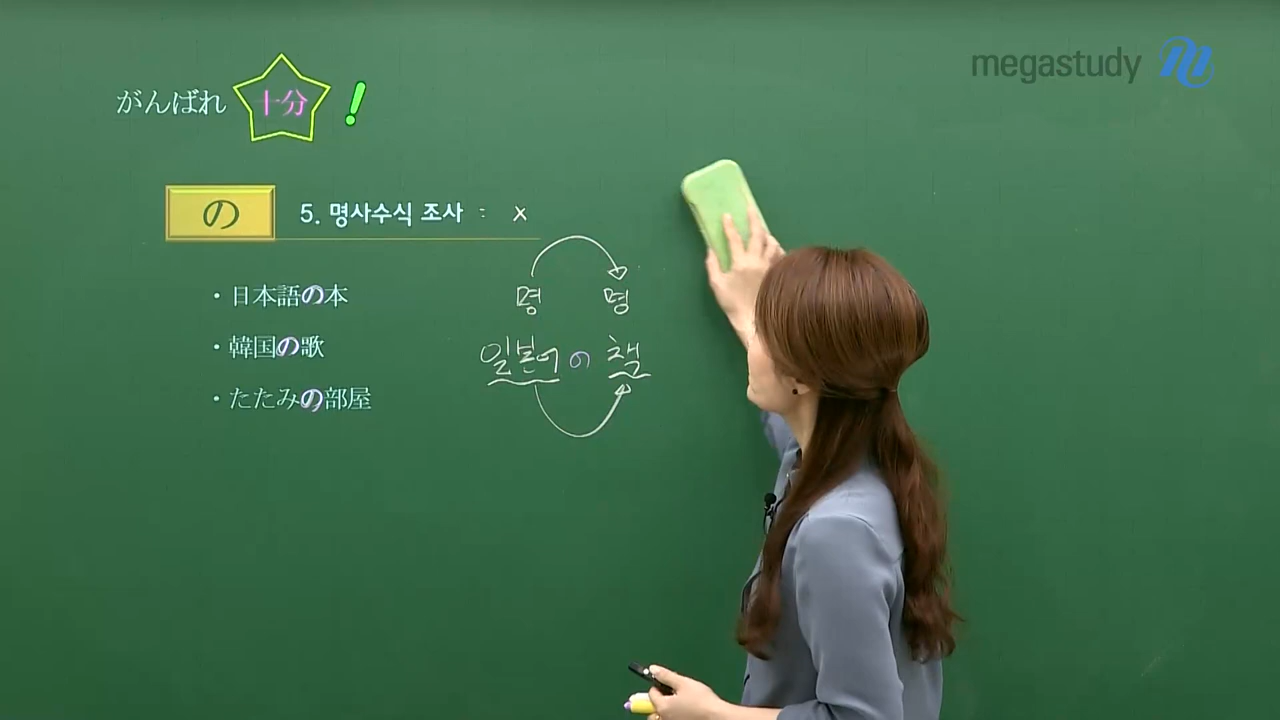 megastudy
がんばれ 十分 !
の 5. 명사수식 조사 : x
・日本語の本
・韓国の歌
・たたみの部屋
명 명
일본어 の 책